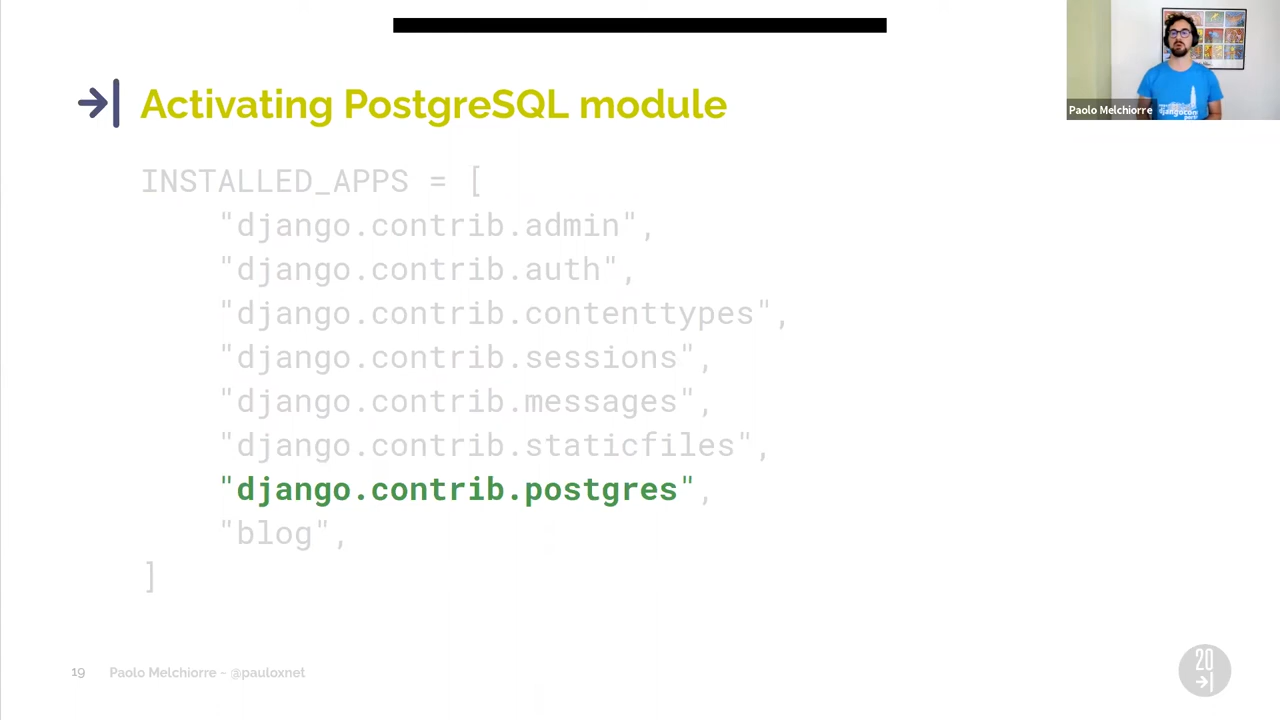 Activating PostgreSQL module
INSTALLED_APPS = [
"django.contrib.admin",
"django.contrib.auth",
"django.contrib.contenttypes",
"django.contrib.sessions",
"django.contrib.messages",
"django.contrib.staticfiles",
"django.contrib.postgres",
"blog",
]
19 Paolo Melchiorre ~ @pauloxnet
20
Paolo Melchiorre
djangocon